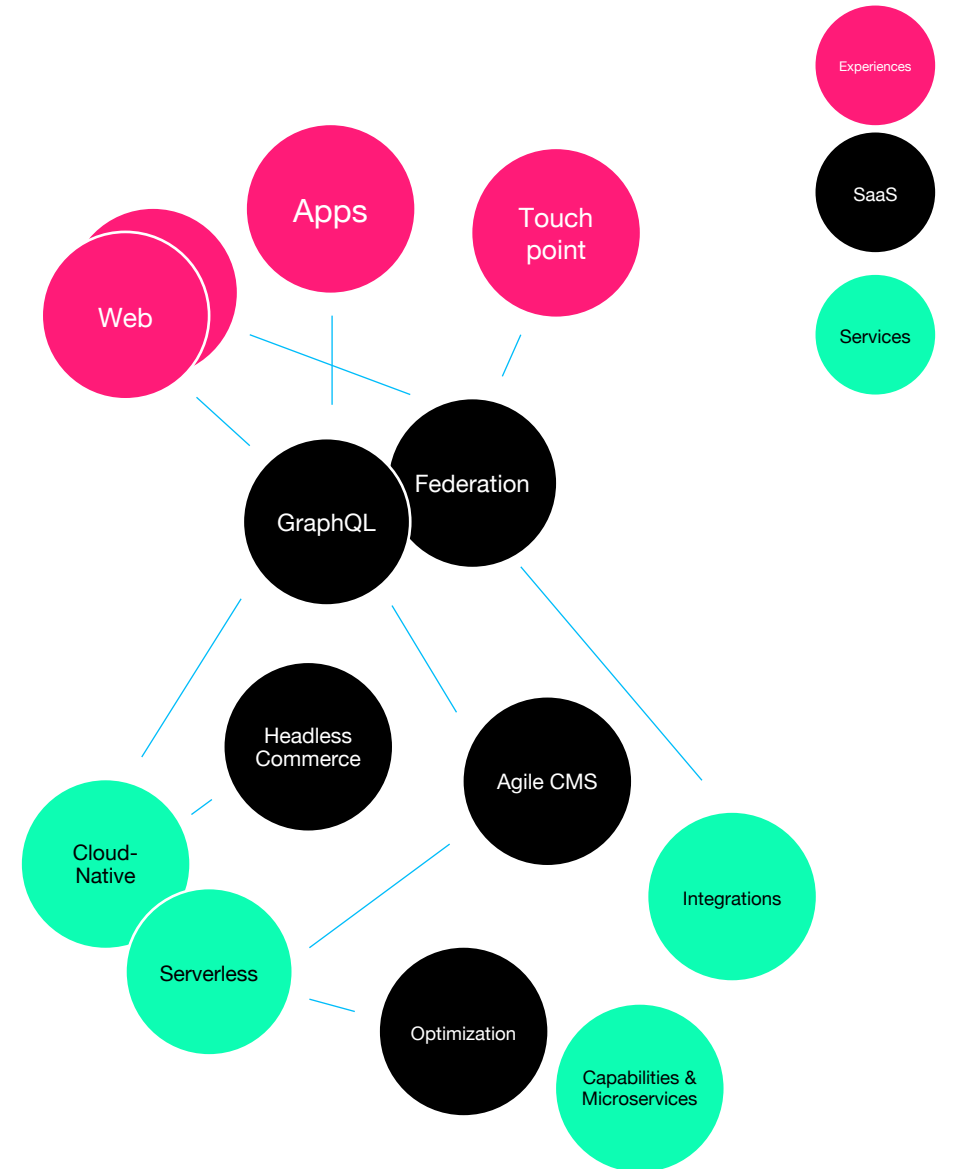 Experiences
SaaS
Services
Apps
Touch
point
Web
Federation
GraphQL
Headless
Commerce
Agile CMS
Cloud-
Native
Integrations
Serverless
Optimization
Capabilities &
Microservices